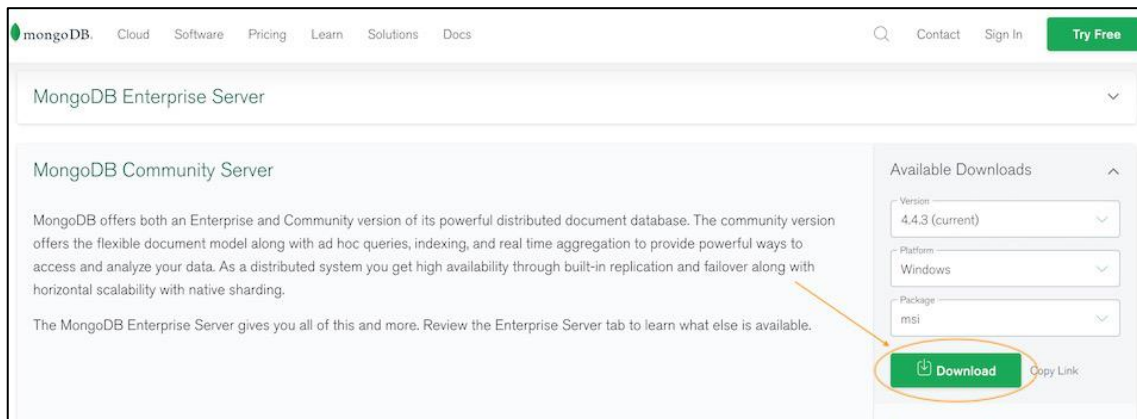 mongoDB. Cloud Software Pricing Learn Solutions Docs Contact Sign In Try Free
MongoDB Enterprise Server
MongoDB Community Server
MongoDB offers both an Enterprise and Community version of its powerful distributed document database. The community version
offers the flexible document model along with ad hoc queries, indexing, and real time aggregation to provide powerful ways to
access and analyze your data. As a distributed system you get high availability through built-in replication and failover along with
horizontal scalability with native sharding.
The MongoDB Enterprise Server gives you all of this and more. Review the Enterprise Server tab to learn what else is available.
Available Downloads
Version
4.4.3 (current)
Platform
Windows
Package
msi
Download Copy Link